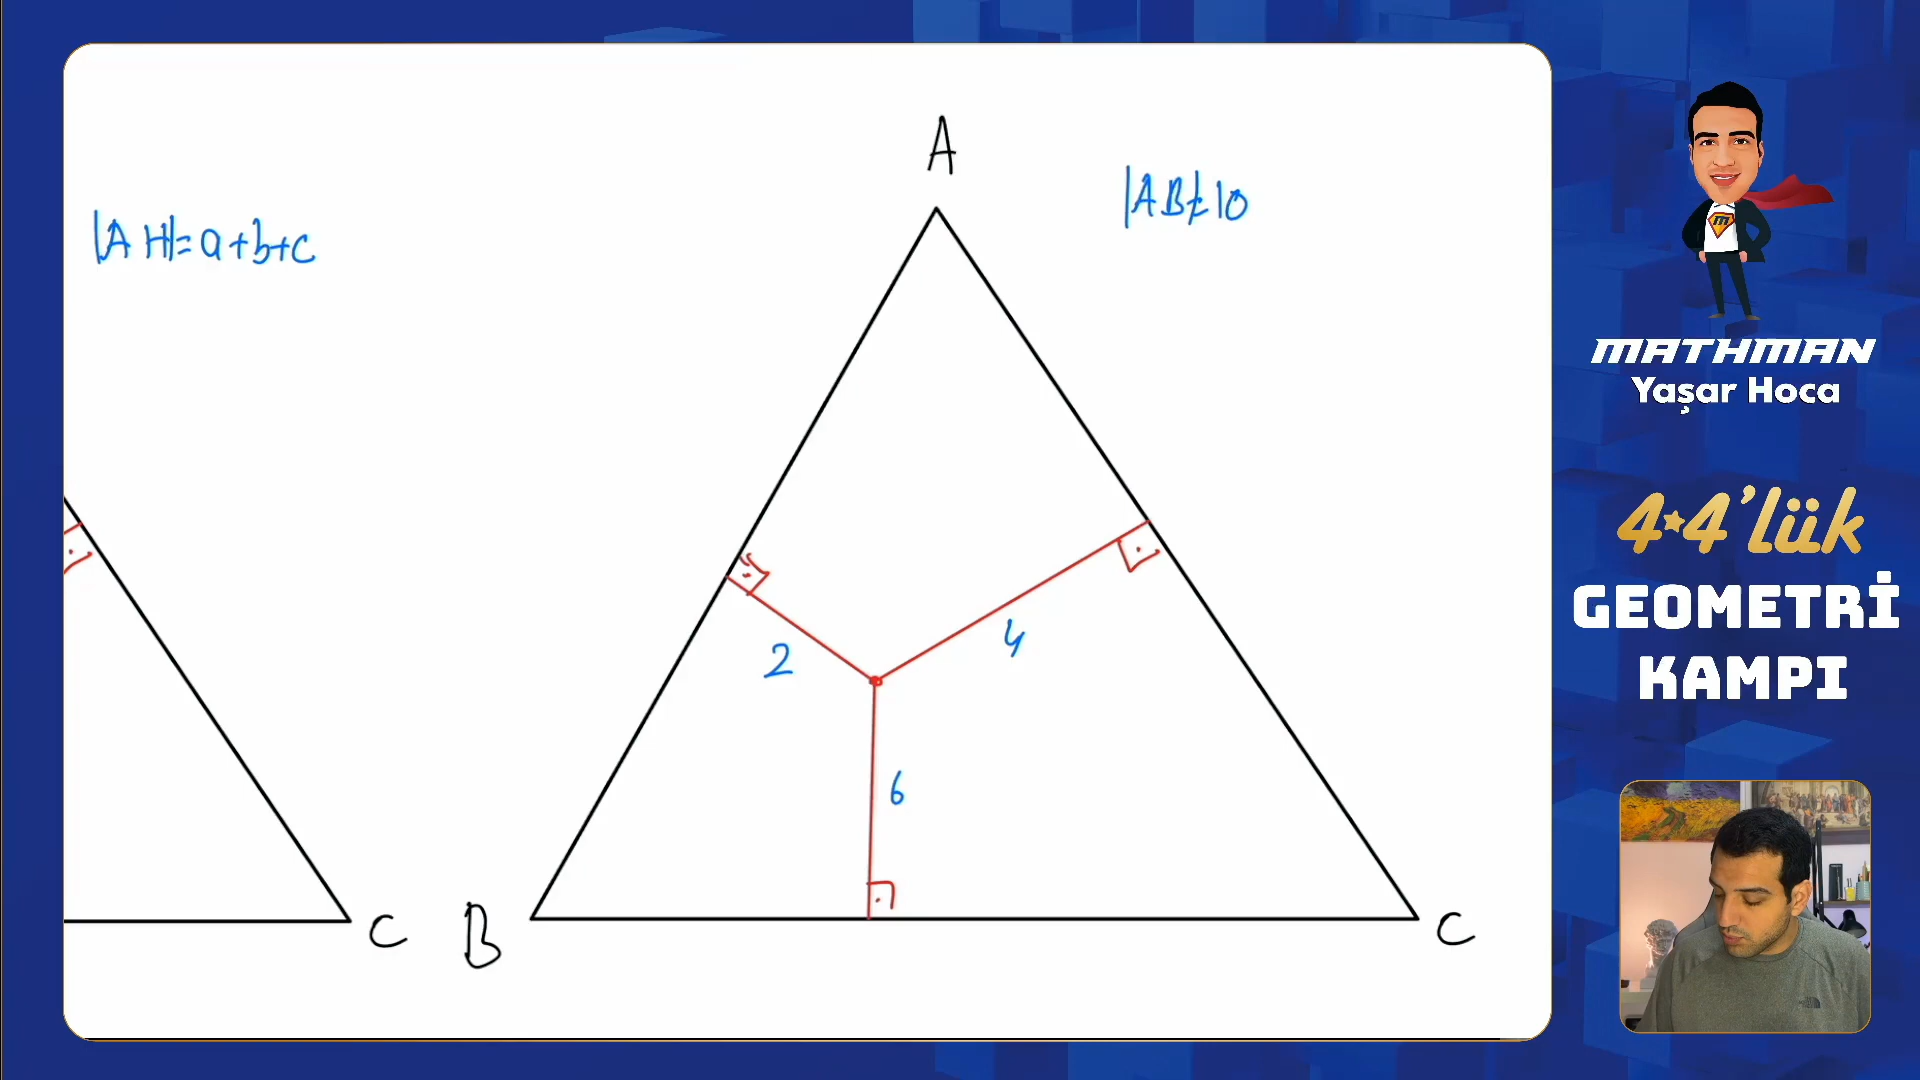 |AH|=a+b+c
C
A
|AB|=10
2
4
6
B
C
MATHMAN
Yaşar Hoca
4★4'lük
GEOMETRİ
KAMPI